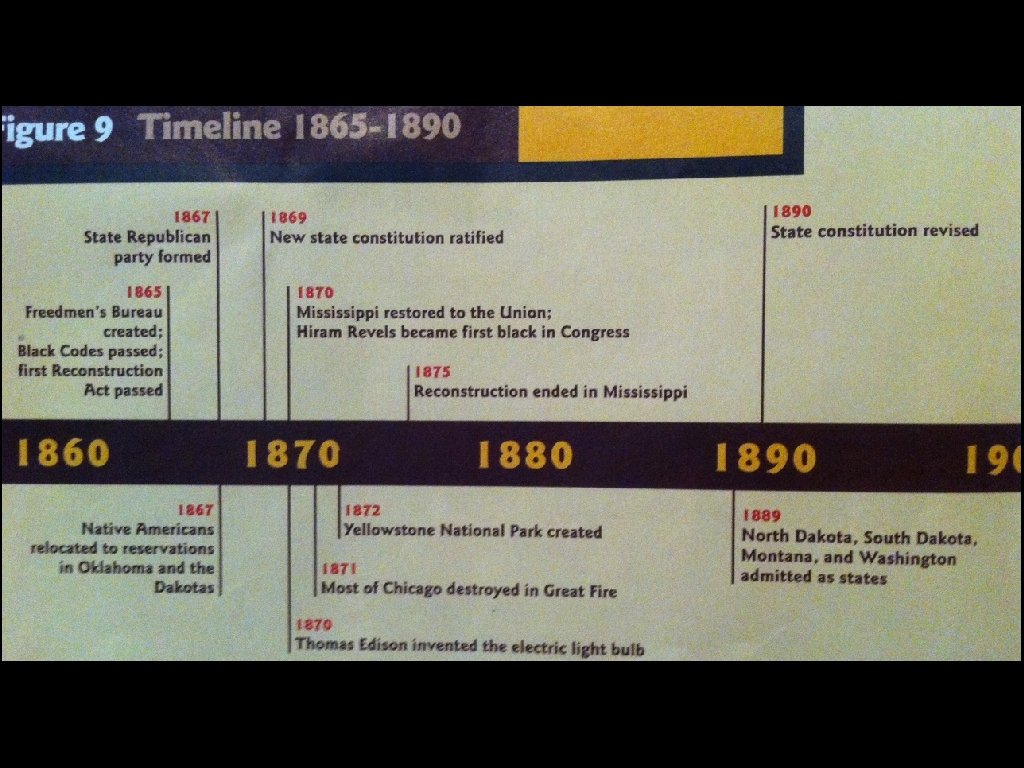 Figure 9 Timeline 1865-1890
1867
State Republican
party formed
1869
New state constitution ratified
1890
State constitution revised
1865
Freedmen's Bureau
created;
Black Codes passed;
first Reconstruction
Act passed
1870
Mississippi restored to the Union;
Hiram Revels became first black in Congress
1875
Reconstruction ended in Mississippi
1860 1870 1880 1890 190
1867
Native Americans
relocated to reservations
in Oklahoma and the
Dakotas
1872
Yellowstone National Park created
1871
Most of Chicago destroyed in Great Fire
1870
Thomas Edison invented the electric light bulb
1889
North Dakota, South Dakota,
Montana, and Washington
admitted as states